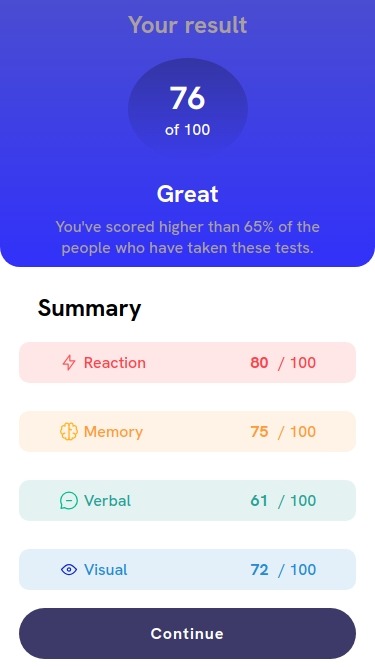 Your result
76
of 100
Great
You've scored higher than 65% of the
people who have taken these tests.
Summary
Reaction 80 / 100
Memory 75 / 100
Verbal 61 / 100
Visual 72 / 100
Continue